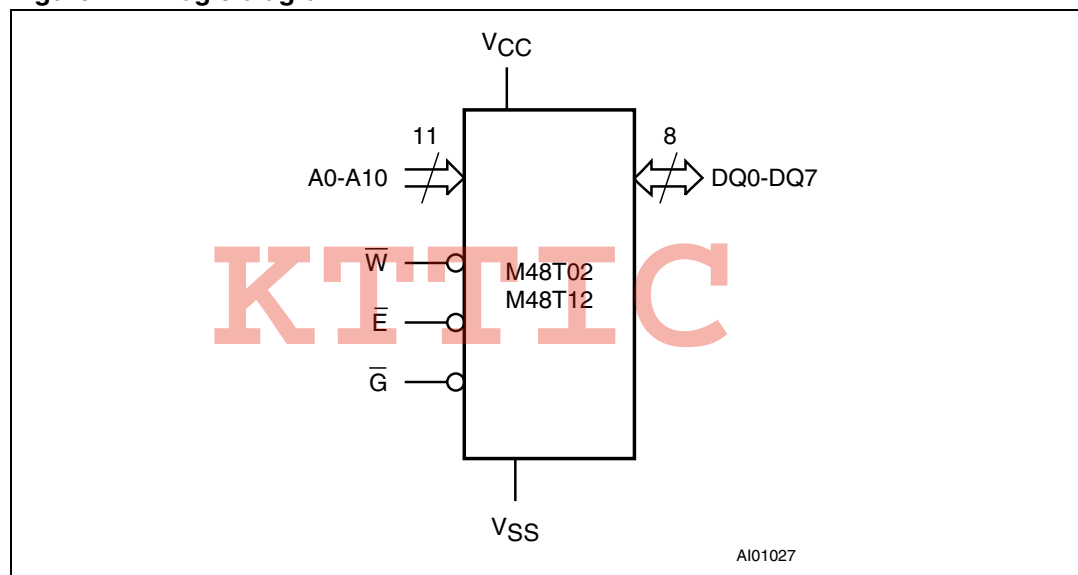 VCC
11
8
A0-A10
DQ0-DQ7
W
M48T02
M48T12
E
G
KTTIC
VSS
AI01027